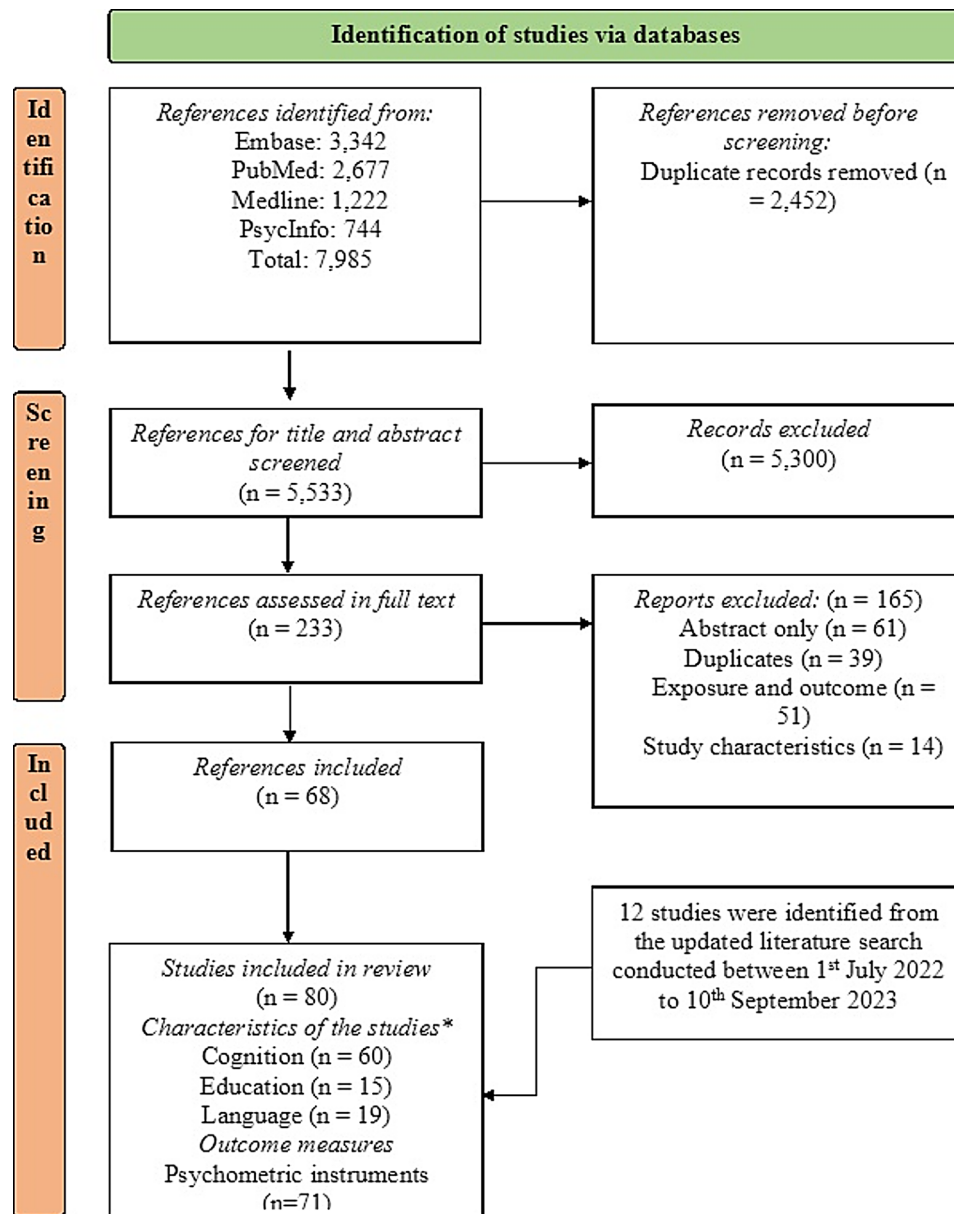 Identification of studies via databases
Id
en
tifi
ca
tio
n
References identified from:
Embase: 3,342
PubMed: 2,677
Medline: 1,222
PsycInfo: 744
Total: 7,985
References removed before
screening:
Duplicate records removed (n
= 2,452)
Sc
re
en
in
g
References for title and abstract
screened
(n = 5,533)
Records excluded
(n = 5,300)
References assessed in full text
(n = 233)
Reports excluded: (n = 165)
Abstract only (n = 61)
Duplicates (n = 39)
Exposure and outcome (n =
51)
Study characteristics (n = 14)
In
cl
ud
ed
References included
(n = 68)
12 studies were identified from
the updated literature search
conducted between 1st July 2022
to 10th September 2023
Studies included in review
(n = 80)
Characteristics of the studies*
Cognition (n = 60)
Education (n = 15)
Language (n = 19)
Outcome measures
Psychometric instruments
(n=71)